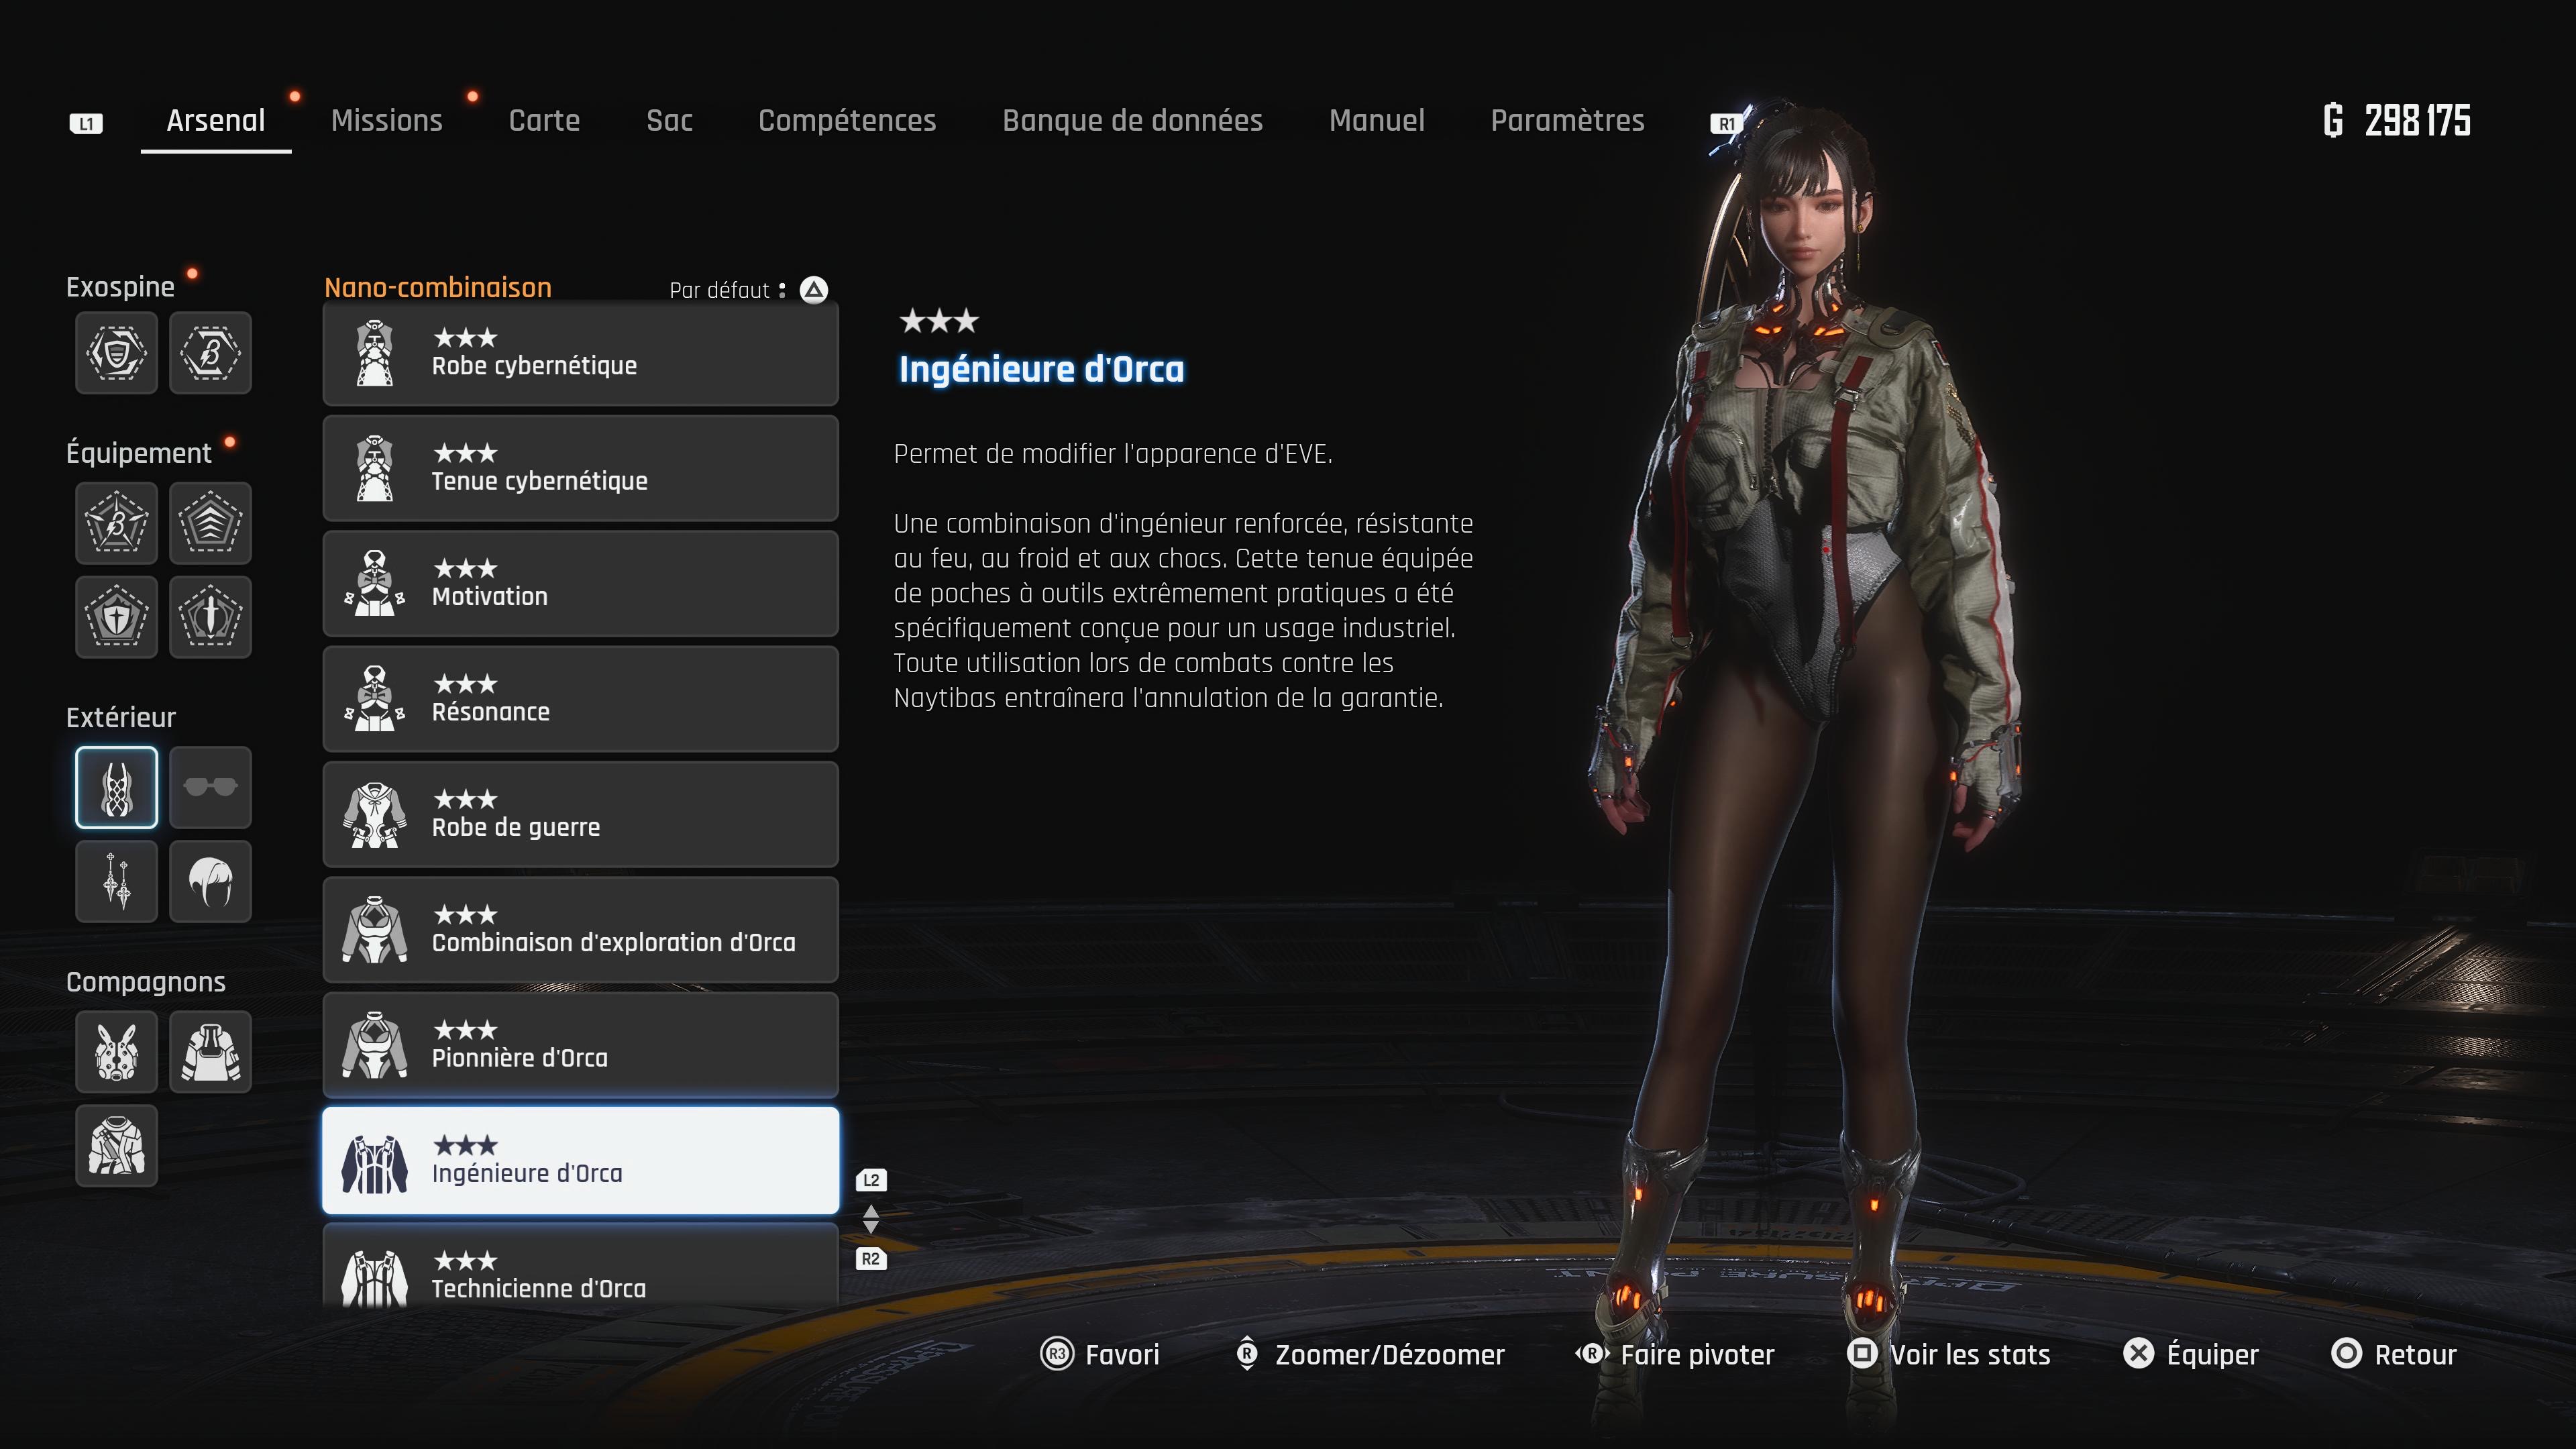 L1
Arsenal
Missions
Carte
Sac
Compétences
Banque de données
Manuel
Paramètres
R1
298 175
Exospine
Équipement
Extérieur
Compagnons
Nano-combinaison
Par défaut :
Robe cybernétique
Tenue cybernétique
Motivation
Résonance
Robe de guerre
Combinaison d'exploration d'Orca
Pionnière d'Orca
Ingénieure d'Orca
Technicienne d'Orca
L2
R2
Ingénieure d'Orca
Permet de modifier l'apparence d'EVE.
Une combinaison d'ingénieur renforcée, résistante
au feu, au froid et aux chocs. Cette tenue équipée
de poches à outils extrêmement pratiques a été
spécifiquement conçue pour un usage industriel.
Toute utilisation lors de combats contre les
Naytibas entraînera l'annulation de la garantie.
R3 Favori
R Zoomer/Dézoomer
R Faire pivoter
Voir les stats
Équiper
Retour